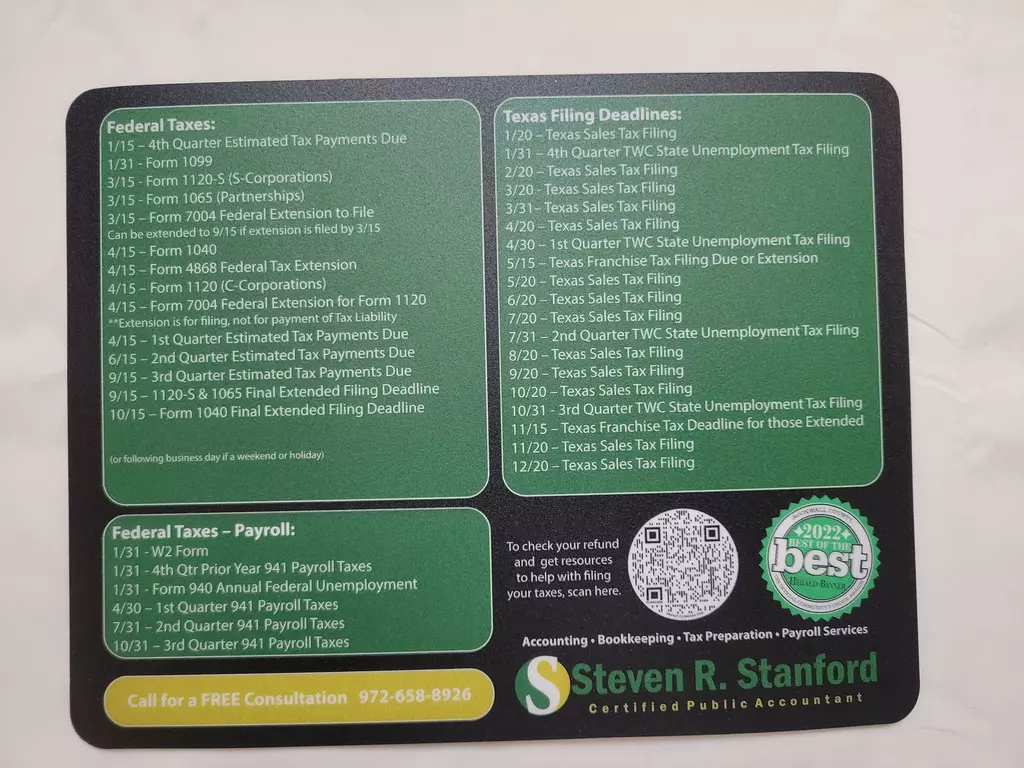 Federal Taxes:
1/15 – 4th Quarter Estimated Tax Payments Due
1/31 - Form 1099
3/15 - Form 1120-S (S-Corporations)
3/15 - Form 1065 (Partnerships)
3/15 – Form 7004 Federal Extension to File
Can be extended to 9/15 if extension is filed by 3/15
4/15 – Form 1040
4/15 – Form 4868 Federal Tax Extension
4/15 – Form 1120 (C-Corporations)
4/15 – Form 7004 Federal Extension for Form 1120
**Extension is for filing, not for payment of Tax Liability
4/15 – 1st Quarter Estimated Tax Payments Due
6/15 – 2nd Quarter Estimated Tax Payments Due
9/15 – 3rd Quarter Estimated Tax Payments Due
9/15 – 1120-S & 1065 Final Extended Filing Deadline
10/15 – Form 1040 Final Extended Filing Deadline
(or following business day if a weekend or holiday)
Texas Filing Deadlines:
1/20 – Texas Sales Tax Filing
1/31 – 4th Quarter TWC State Unemployment Tax Filing
2/20 – Texas Sales Tax Filing
3/20 - Texas Sales Tax Filing
3/31– Texas Sales Tax Filing
4/20 – Texas Sales Tax Filing
4/30 – 1st Quarter TWC State Unemployment Tax Filing
5/15 – Texas Franchise Tax Filing Due or Extension
5/20 – Texas Sales Tax Filing
6/20 – Texas Sales Tax Filing
7/20 – Texas Sales Tax Filing
7/31 – 2nd Quarter TWC State Unemployment Tax Filing
8/20 – Texas Sales Tax Filing
9/20 – Texas Sales Tax Filing
10/20 – Texas Sales Tax Filing
10/31 - 3rd Quarter TWC State Unemployment Tax Filing
11/15 – Texas Franchise Tax Deadline for those Extended
11/20 – Texas Sales Tax Filing
12/20 – Texas Sales Tax Filing
Federal Taxes – Payroll:
1/31 - W2 Form
1/31 - 4th Qtr Prior Year 941 Payroll Taxes
1/31 - Form 940 Annual Federal Unemployment
4/30 – 1st Quarter 941 Payroll Taxes
7/31 – 2nd Quarter 941 Payroll Taxes
10/31 – 3rd Quarter 941 Payroll Taxes
Call for a FREE Consultation 972-658-8926
To check your refund
and get resources
to help with filing
your taxes, scan here.
ROCKWALL COUNTY
2022
BEST OF THE
best
HERALD-BANNER
Accounting • Bookkeeping • Tax Preparation • Payroll Services
S Steven R. Stanford
Certified Public Accountant